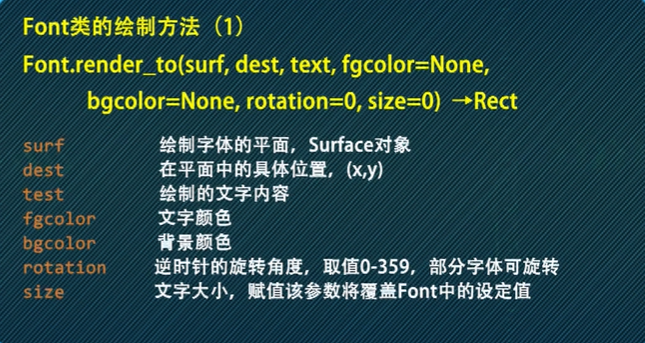 Font类的绘制方法（1）
Font.render_to(surf, dest, text, fgcolor=None,
bgcolor=None, rotation=0, size=0) →Rect
surf 绘制字体的平面，Surface对象
dest 在平面中的具体位置，(x,y)
test 绘制的文字内容
fgcolor 文字颜色
bgcolor 背景颜色
rotation 逆时针的旋转角度，取值0-359，部分字体可旋转
size 文字大小，赋值该参数将覆盖Font中的设定值